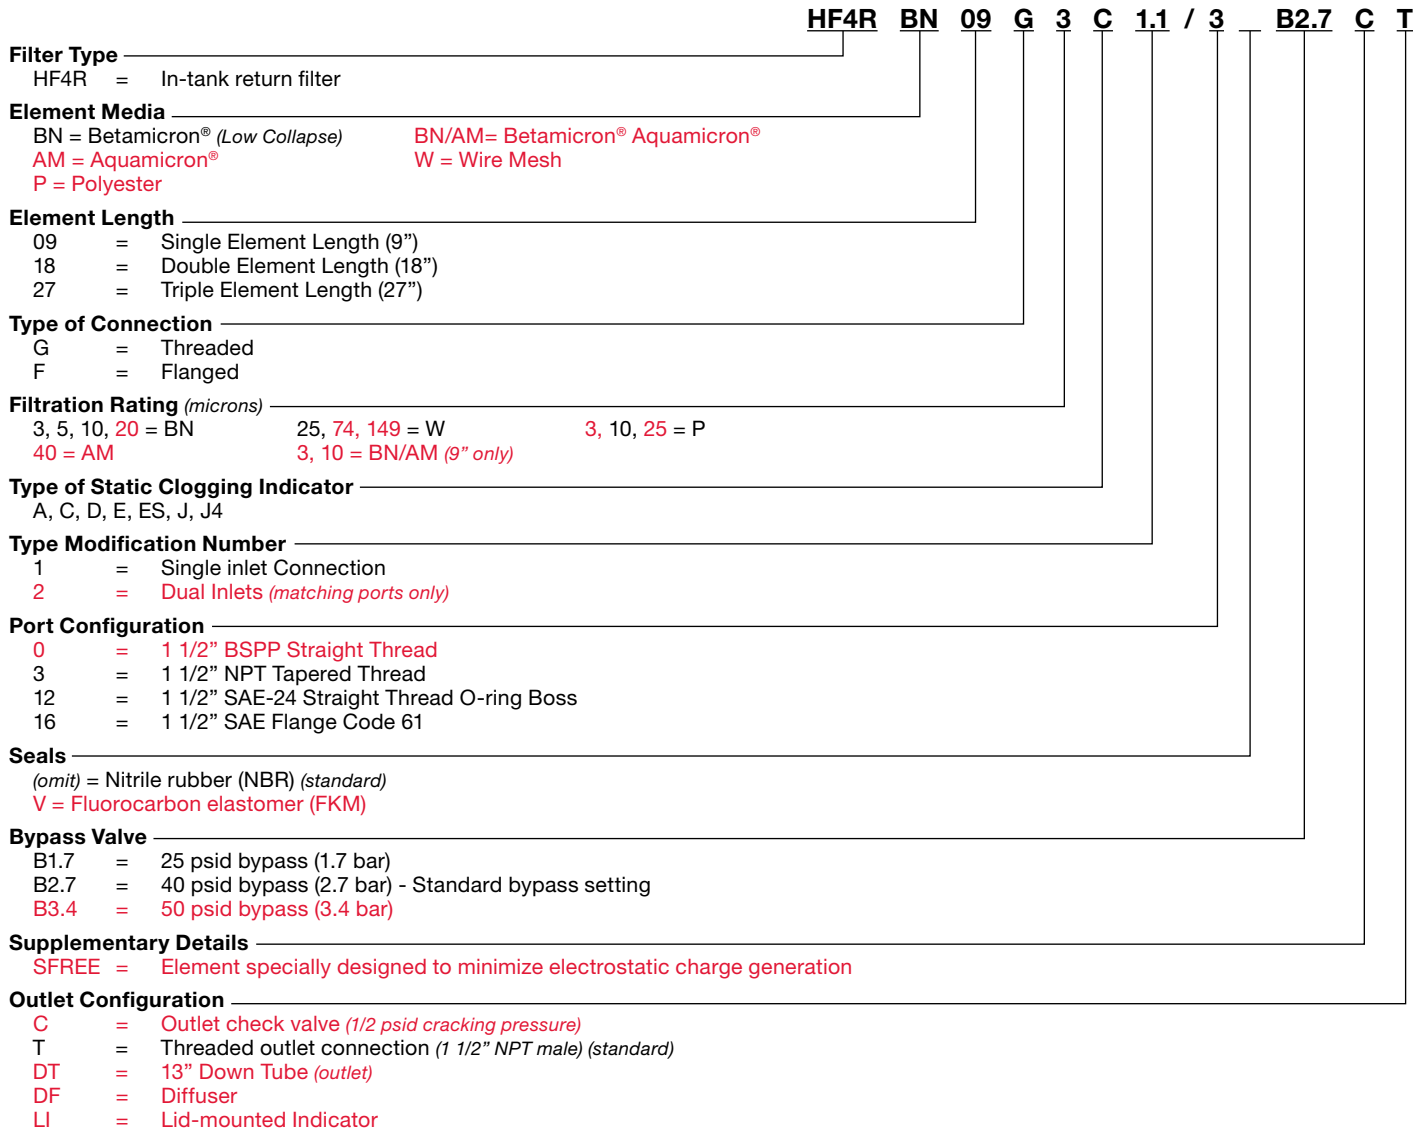 HF4R BN 09 G 3 C 1.1 / 3 _ B2.7 C T
Filter Type
HF4R = In-tank return filter
Element Media
BN = Betamicron® (Low Collapse) BN/AM= Betamicron® Aquamicron®
AM = Aquamicron® W = Wire Mesh
P = Polyester
Element Length
09 = Single Element Length (9”)
18 = Double Element Length (18”)
27 = Triple Element Length (27”)
Type of Connection
G = Threaded
F = Flanged
Filtration Rating (microns)
3, 5, 10, 20 = BN 25, 74, 149 = W 3, 10, 25 = P
40 = AM 3, 10 = BN/AM (9” only)
Type of Static Clogging Indicator
A, C, D, E, ES, J, J4
Type Modification Number
1 = Single inlet Connection
2 = Dual Inlets (matching ports only)
Port Configuration
0 = 1 1/2” BSPP Straight Thread
3 = 1 1/2” NPT Tapered Thread
12 = 1 1/2” SAE-24 Straight Thread O-ring Boss
16 = 1 1/2” SAE Flange Code 61
Seals
(omit) = Nitrile rubber (NBR) (standard)
V = Fluorocarbon elastomer (FKM)
Bypass Valve
B1.7 = 25 psid bypass (1.7 bar)
B2.7 = 40 psid bypass (2.7 bar) - Standard bypass setting
B3.4 = 50 psid bypass (3.4 bar)
Supplementary Details
SFREE = Element specially designed to minimize electrostatic charge generation
Outlet Configuration
C = Outlet check valve (1/2 psid cracking pressure)
T = Threaded outlet connection (1 1/2” NPT male) (standard)
DT = 13” Down Tube (outlet)
DF = Diffuser
LI = Lid-mounted Indicator